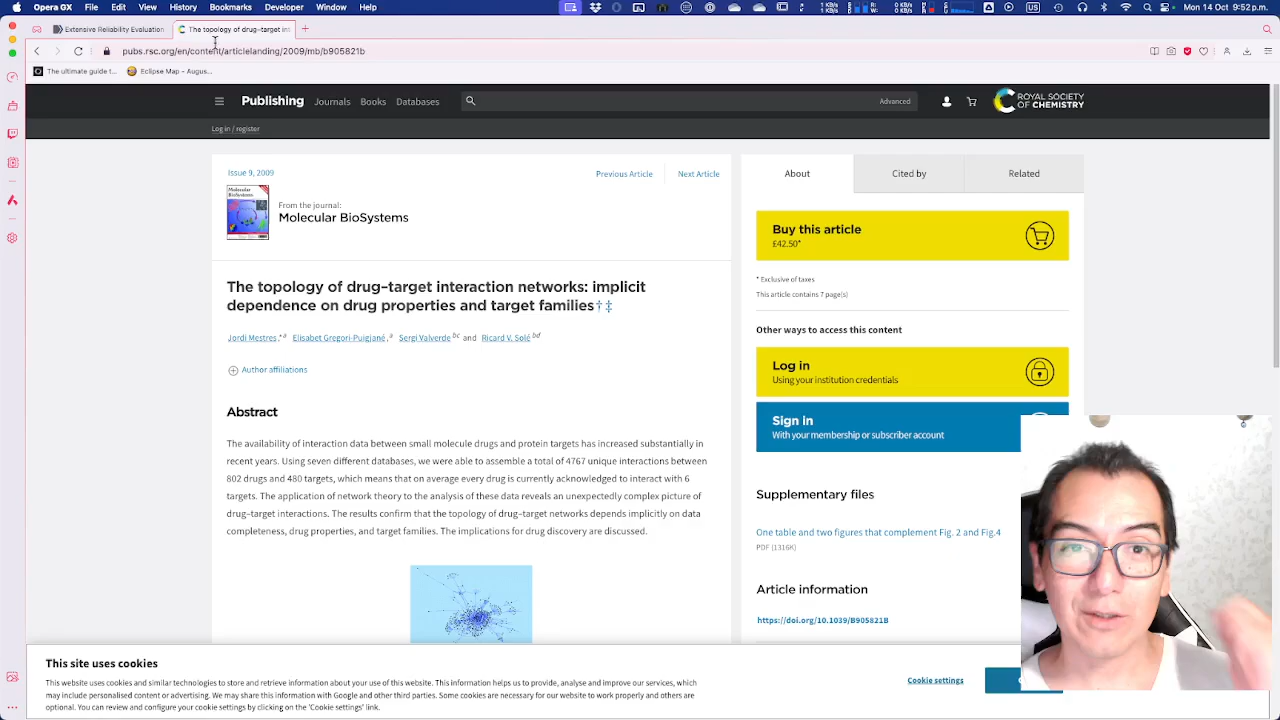 Opera GX File Edit View History Bookmarks Developer Window Help
Mon 14 Oct 9:52 p.m.
Extensive Reliability Evaluation
The topology of drug–target int
pubs.rsc.org/en/content/articlelanding/2009/mb/b905821b
The ultimate guide t…
Eclipse Map – Augus…
Publishing Journals Books Databases
Advanced
ROYAL SOCIETY
OF CHEMISTRY
Log in / register
Issue 9, 2009
Previous Article
Next Article
From the journal:
Molecular BioSystems
The topology of drug–target interaction networks: implicit
dependence on drug properties and target families† ‡
Jordi Mestres,*a Elisabet Gregori-Puigjané,a Sergi Valverde bc and Ricard V. Solé bd
Author affiliations
Abstract
The availability of interaction data between small molecule drugs and protein targets has increased substantially in
recent years. Using seven different databases, we were able to assemble a total of 4767 unique interactions between
802 drugs and 480 targets, which means that on average every drug is currently acknowledged to interact with 6
targets. The application of network theory to the analysis of these data reveals an unexpectedly complex picture of
drug–target interactions. The results confirm that the topology of drug–target networks depends implicitly on data
completeness, drug properties, and target families. The implications for drug discovery are discussed.
About
Cited by
Related
Buy this article
£42.50*
* Exclusive of taxes
This article contains 7 page(s)
Other ways to access this content
Log in
Using your institution credentials
Sign in
With your membership or subscriber account
Supplementary files
One table and two figures that complement Fig. 2 and Fig.4
PDF (1316K)
Article information
https://doi.org/10.1039/B905821B
This site uses cookies
This website uses cookies and similar technologies to store and retrieve information about your use of this website. This information helps us to provide, analyse and improve our services, which
may include personalised content or advertising. We may share this information with Google and other third parties. Some cookies are necessary for our website to work properly and others are
optional. You can review and configure your cookie settings by clicking on the 'Cookie settings' link.
Cookie settings